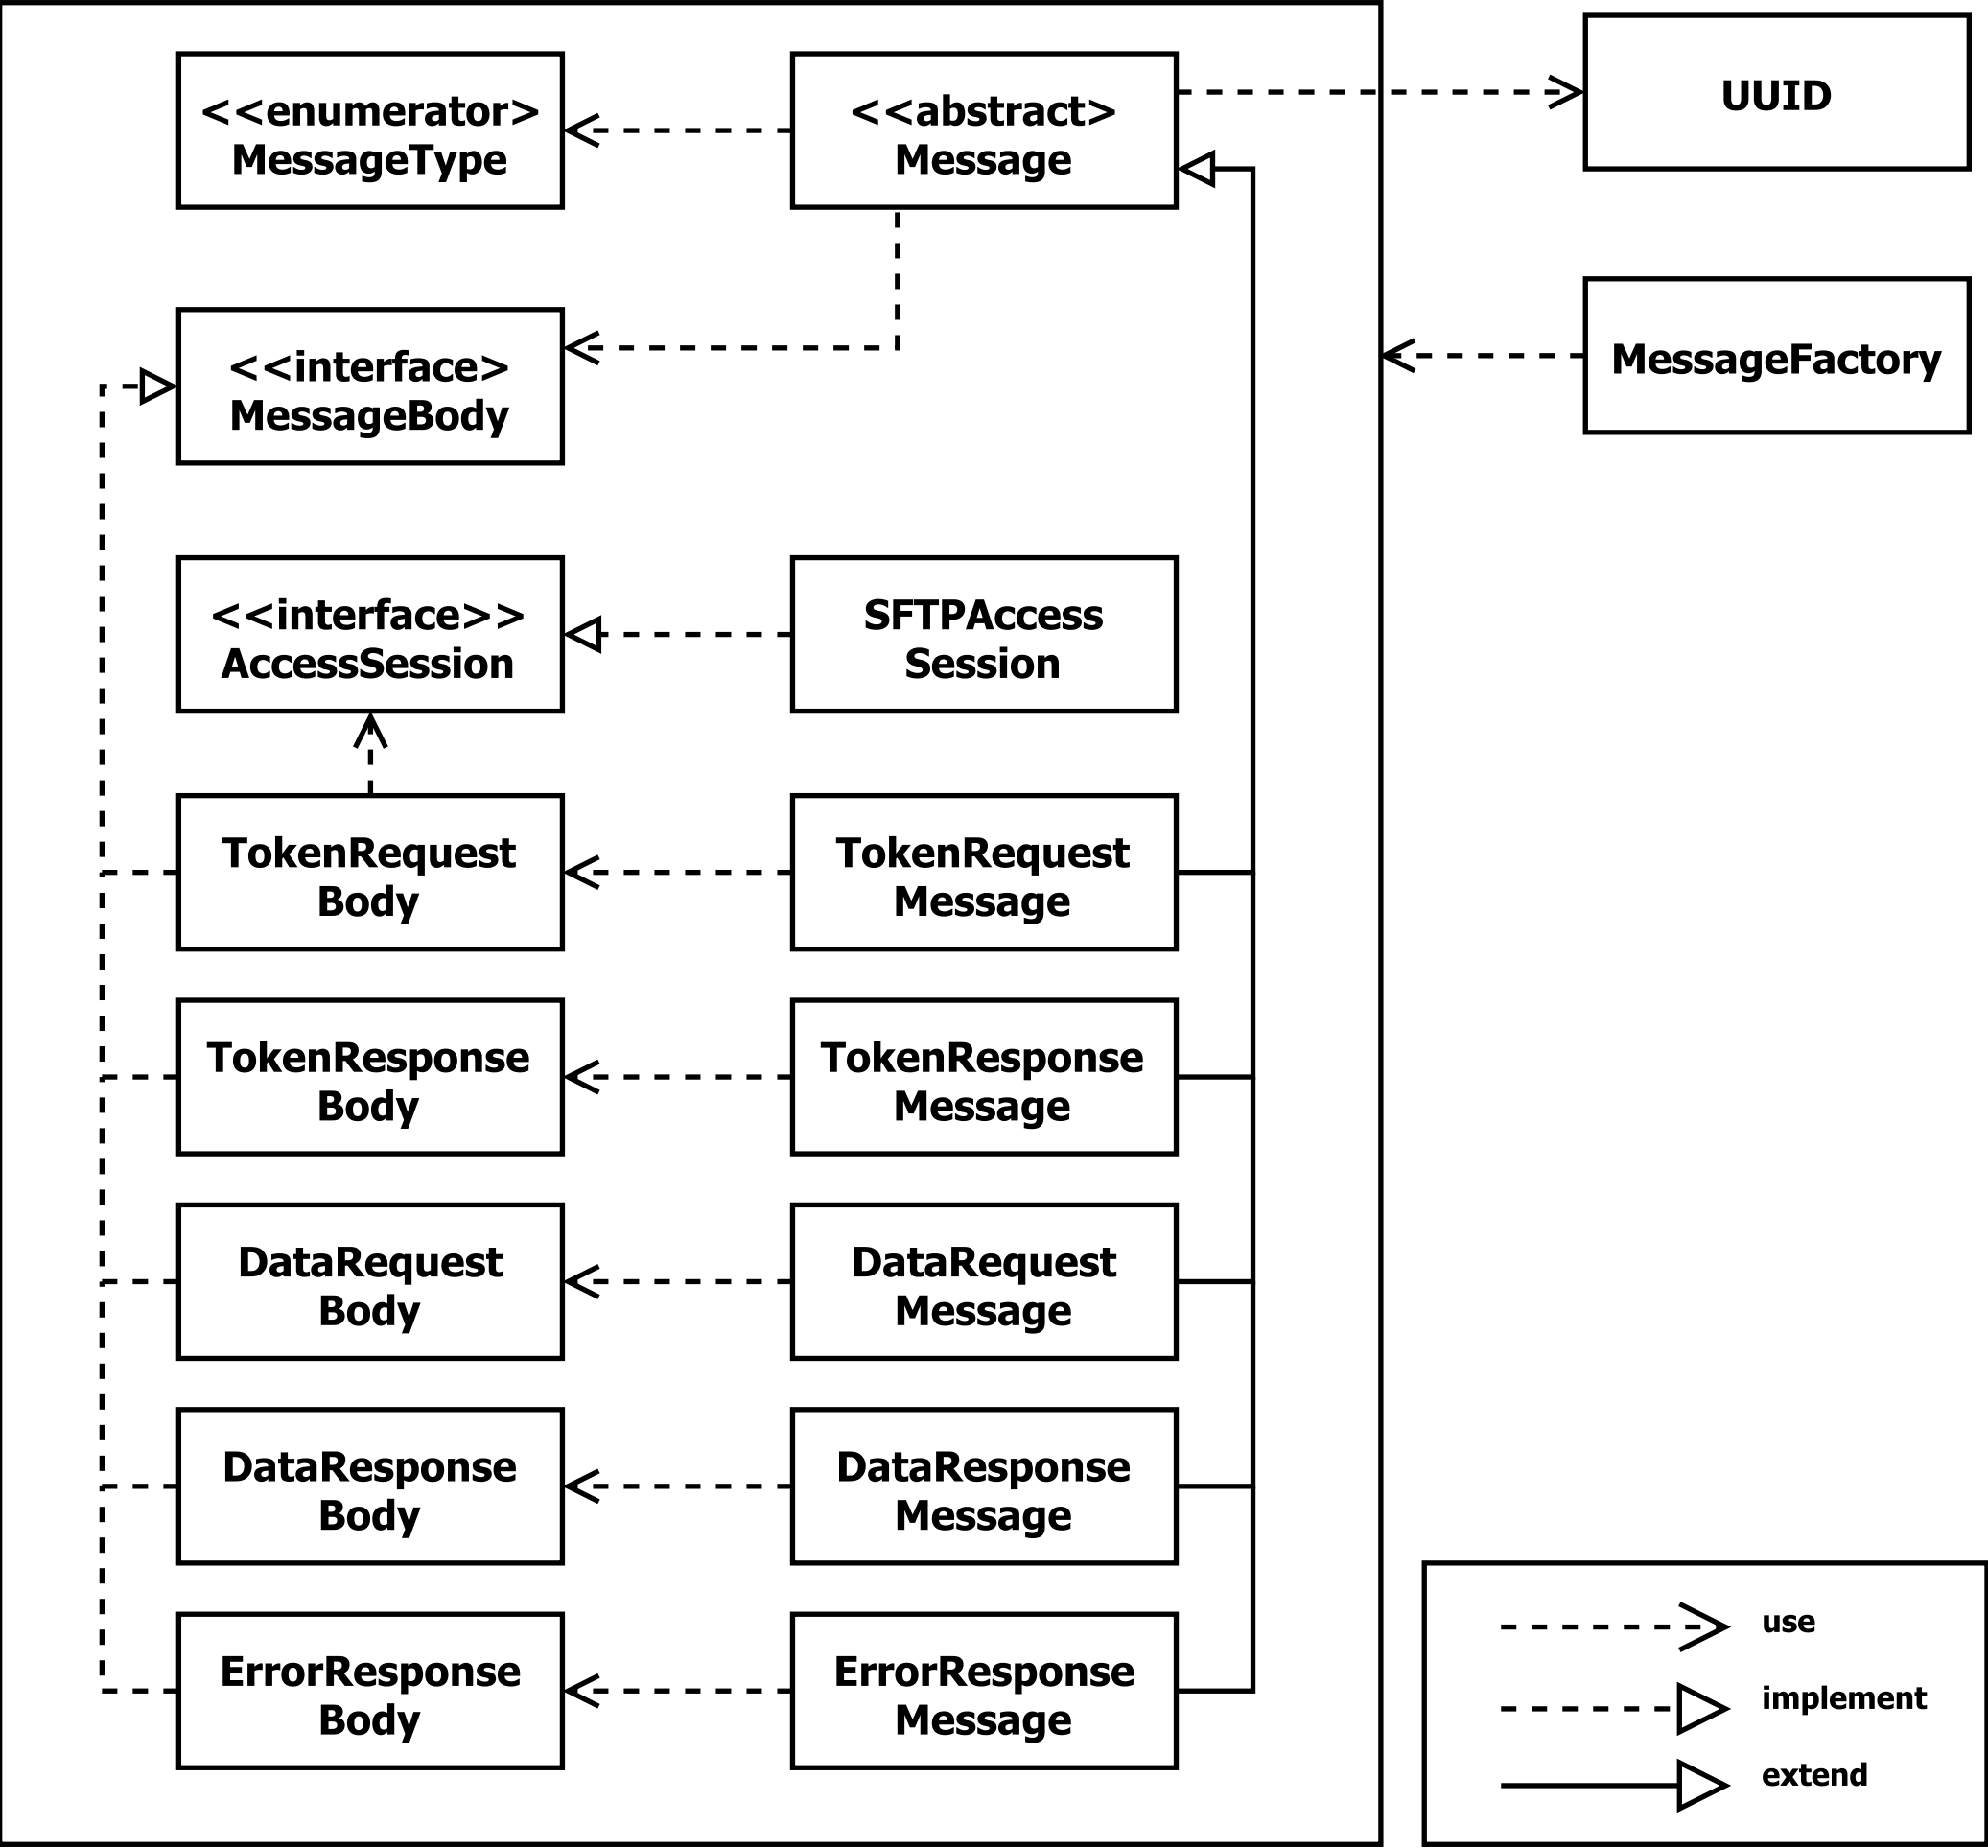 <<enumerator>
MessageType
<<abstract>
Message
UUID
<<interface>
MessageBody
MessageFactory
<<interface>>
AccessSession
SFTPAccess
Session
TokenRequest
Body
TokenRequest
Message
TokenResponse
Body
TokenResponse
Message
DataRequest
Body
DataRequest
Message
DataResponse
Body
DataResponse
Message
ErrorResponse
Body
ErrorResponse
Message
use
implement
extend